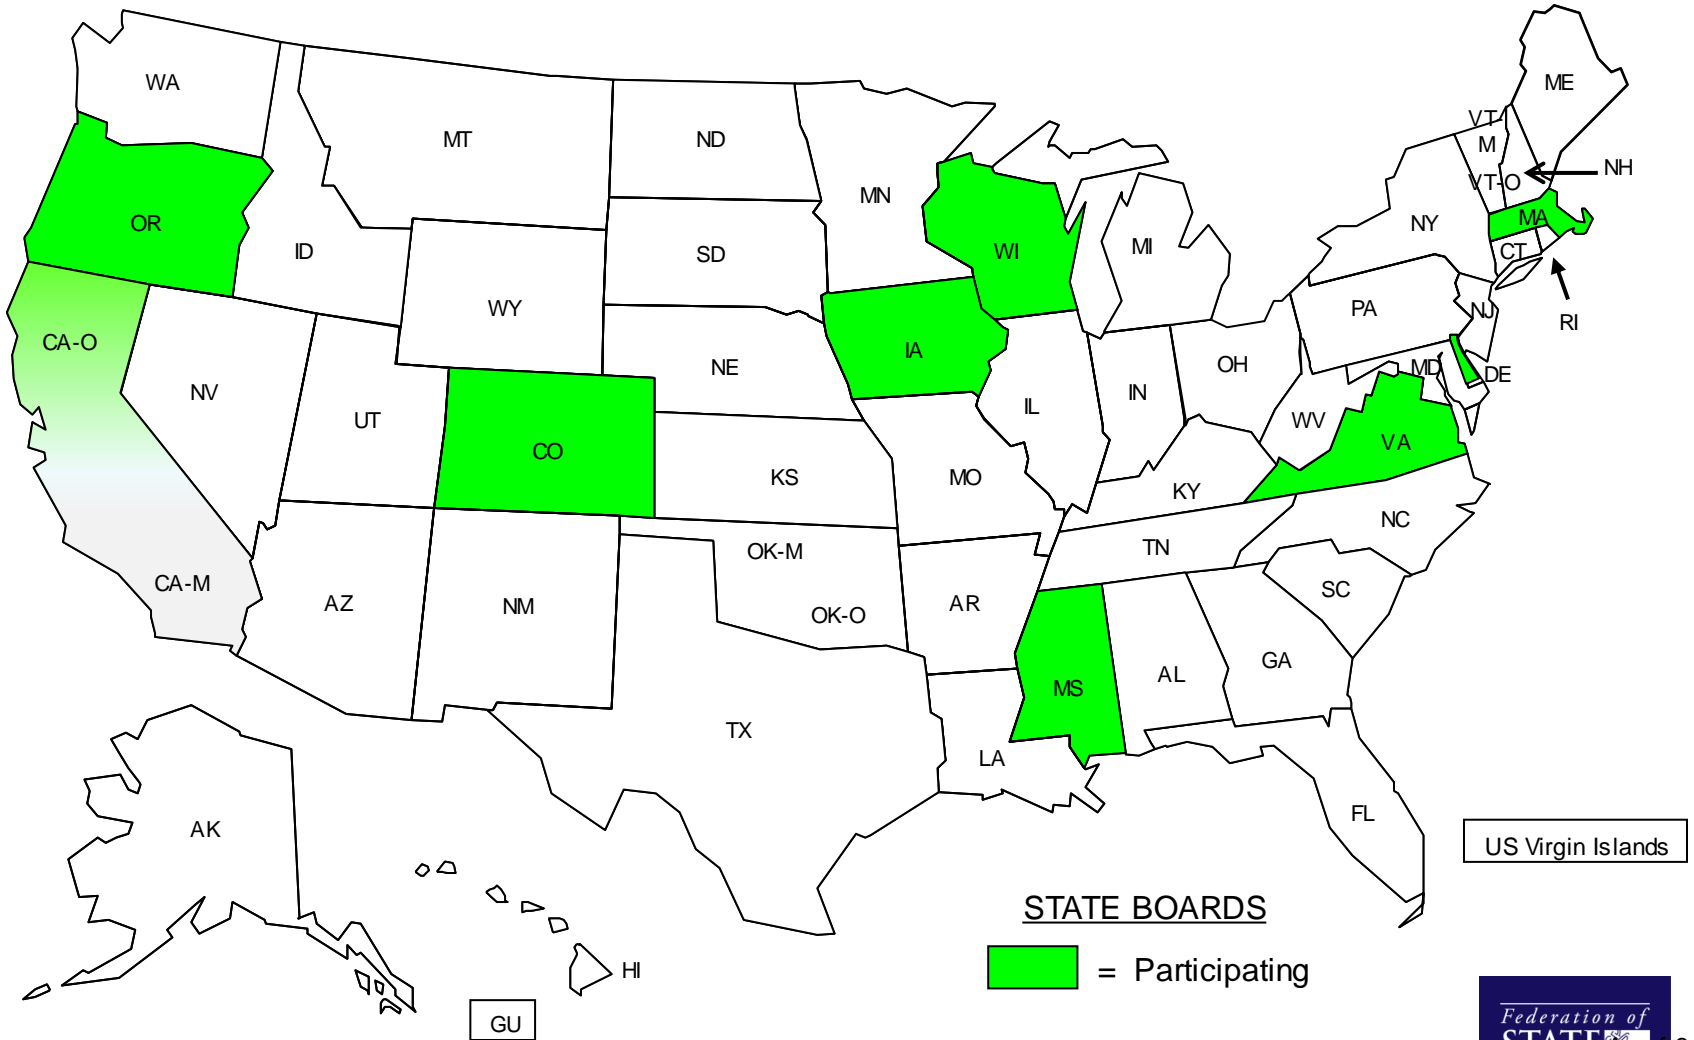 WA
MT
ND
MN
ME
VT-
M
VT-O
NH
OR
ID
SD
WI
MI
NY
MA
CT
RI
WY
CA-O
NV
UT
NE
IA
PA
NJ
OH
IN
IL
MD
DE
WV
VA
CO
KS
MO
KY
NC
TN
OK-M
OK-O
CA-M
AZ
NM
AR
SC
MS
AL
GA
TX
LA
FL
AK
HI
GU
US Virgin Islands
STATE BOARDS
= Participating
Federation of
STATE